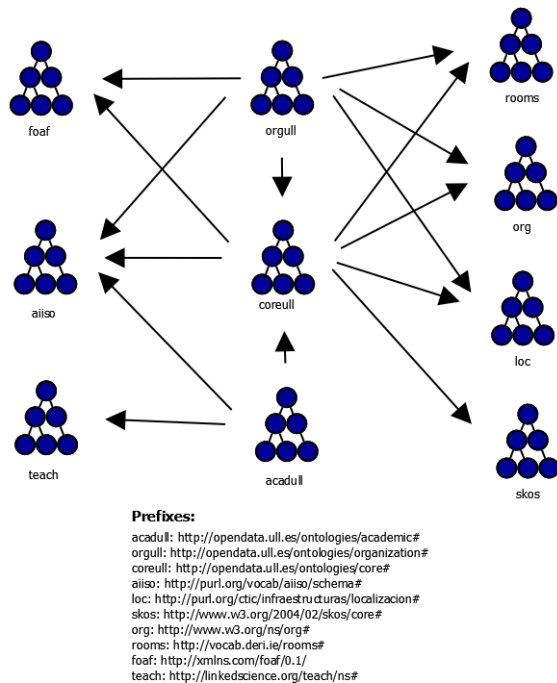 foaf
orgull
rooms
org
aiiso
coreull
loc
teach
acadull
skos
Prefixes:
acadull: http://opendata.ull.es/ontologies/academic#
orgull: http://opendata.ull.es/ontologies/organization#
coreull: http://opendata.ull.es/ontologies/core#
aiiso: http://purl.org/vocab/aiiso/schema#
loc: http://purl.org/ctic/infraestructuras/localizacion#
skos: http://www.w3.org/2004/02/skos/core#
org: http://www.w3.org/ns/org#
rooms: http://vocab.deri.ie/rooms#
foaf: http://xmlns.com/foaf/0.1/
teach: http://linkedscience.org/teach/ns#